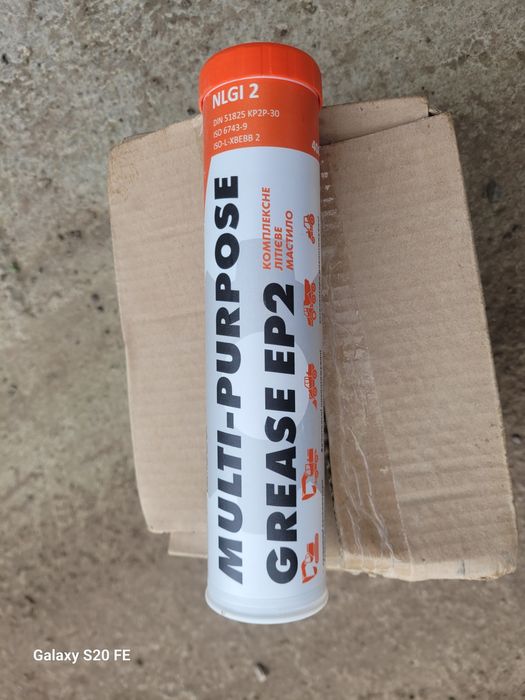 NLGI 2
DIN 51825 KP2P-30
ISO 6743-9
ISO-L-XBEBB 2
MULTI-PURPOSE
GREASE EP2
КОМПЛЕКСНЕ
ЛІТІЄВЕ
МАСТИЛО
Galaxy S20 FE